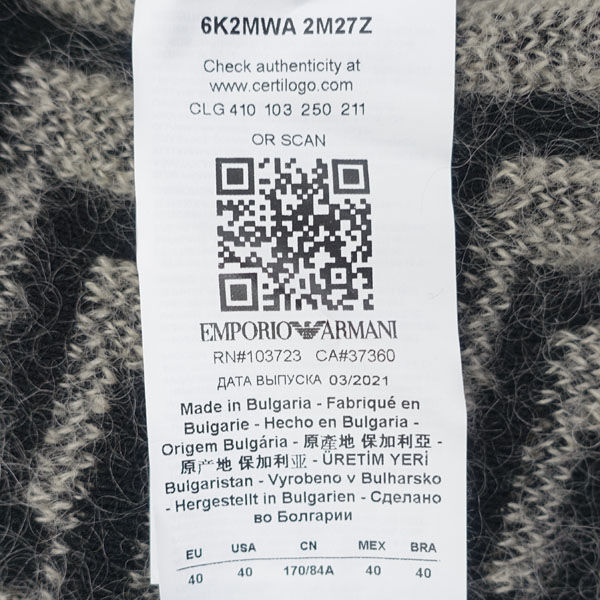 6K2MWA 2M27Z
Check authenticity at
www.certilogo.com
CLG 410 103 250 211
OR SCAN
EMPORIO ARMANI
RN#103723 CA#37360
ДАТА ВЫПУСКА 03/2021
Made in Bulgaria - Fabriqué en
Bulgarie - Hecho en Bulgaria -
Origem Bulgária - 原產地 保加利亞 -
原产地 保加利亚 - ÜRETİM YERİ
Bulgaristan - Vyrobeno v Bulharsko
- Hergestellt in Bulgarien - Сделано
во Болгарии
EU USA CN MEX BRA
40 40 170/84A 40 40